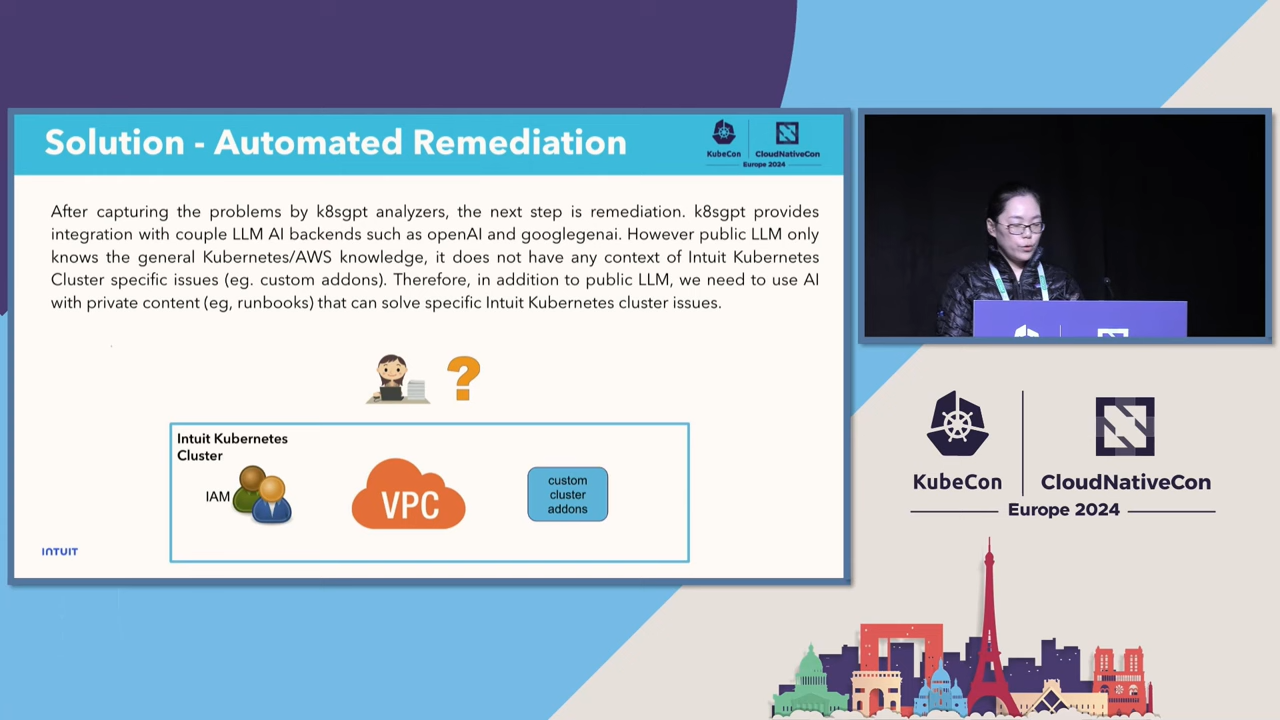 Solution - Automated Remediation
KubeCon
CloudNativeCon
Europe 2024
After capturing the problems by k8sgpt analyzers, the next step is remediation. k8sgpt provides
integration with couple LLM AI backends such as openAI and googlegenai. However public LLM only
knows the general Kubernetes/AWS knowledge, it does not have any context of Intuit Kubernetes
Cluster specific issues (eg. custom addons). Therefore, in addition to public LLM, we need to use AI
with private content (eg, runbooks) that can solve specific Intuit Kubernetes cluster issues.
?
Intuit Kubernetes
Cluster
IAM
VPC
custom
cluster
addons
INTUIT
KubeCon
CloudNativeCon
Europe 2024